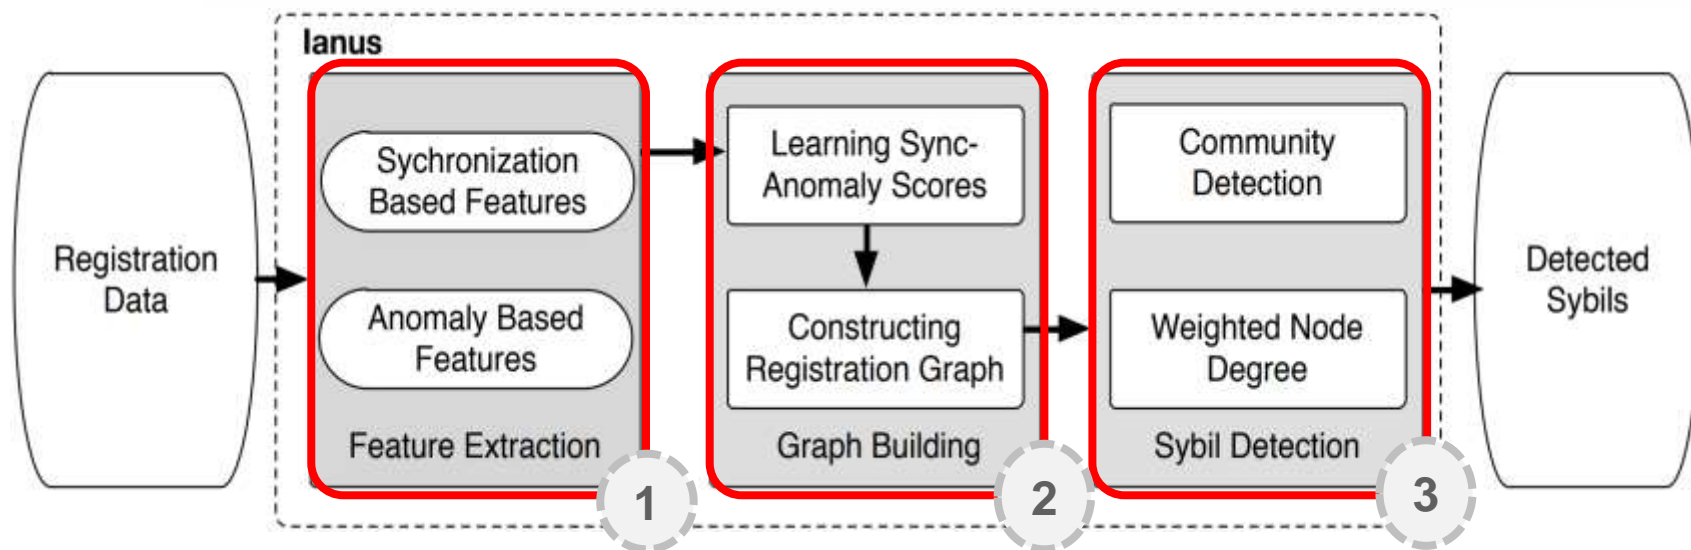 Ianus
Registration
Data
Sychronization
Based Features
Anomaly Based
Features
Feature Extraction
1
Learning Sync-
Anomaly Scores
Constructing
Registration Graph
Graph Building
2
Community
Detection
Weighted Node
Degree
Sybil Detection
3
Detected
Sybils